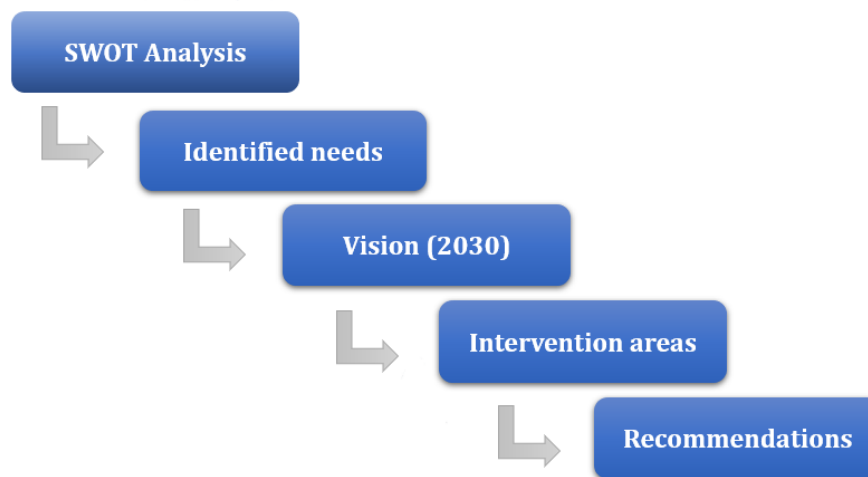 SWOT Analysis
Identified needs
Vision (2030)
Intervention areas
Recommendations